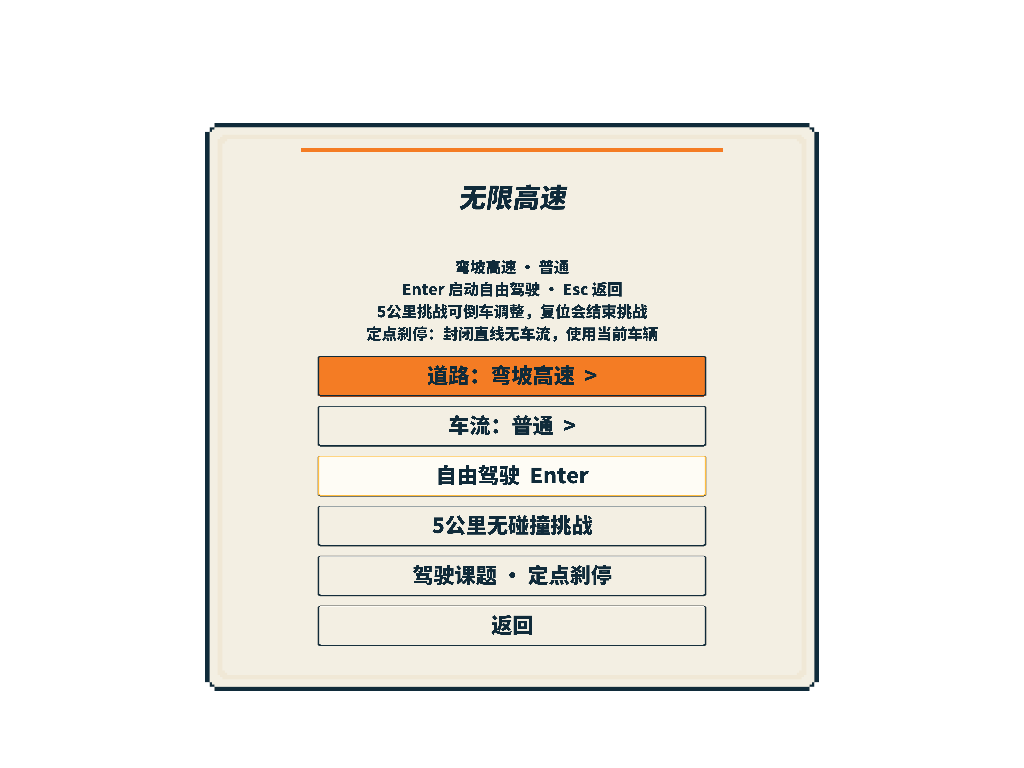 无限高速
弯坡高速 · 普通
Enter 启动自由驾驶 · Esc 返回
5公里挑战可倒车调整，复位会结束挑战
定点刹停：封闭直线无车流，使用当前车辆
道路：弯坡高速 >
车流：普通 >
自由驾驶 Enter
5公里无碰撞挑战
驾驶课题 · 定点刹停
返回